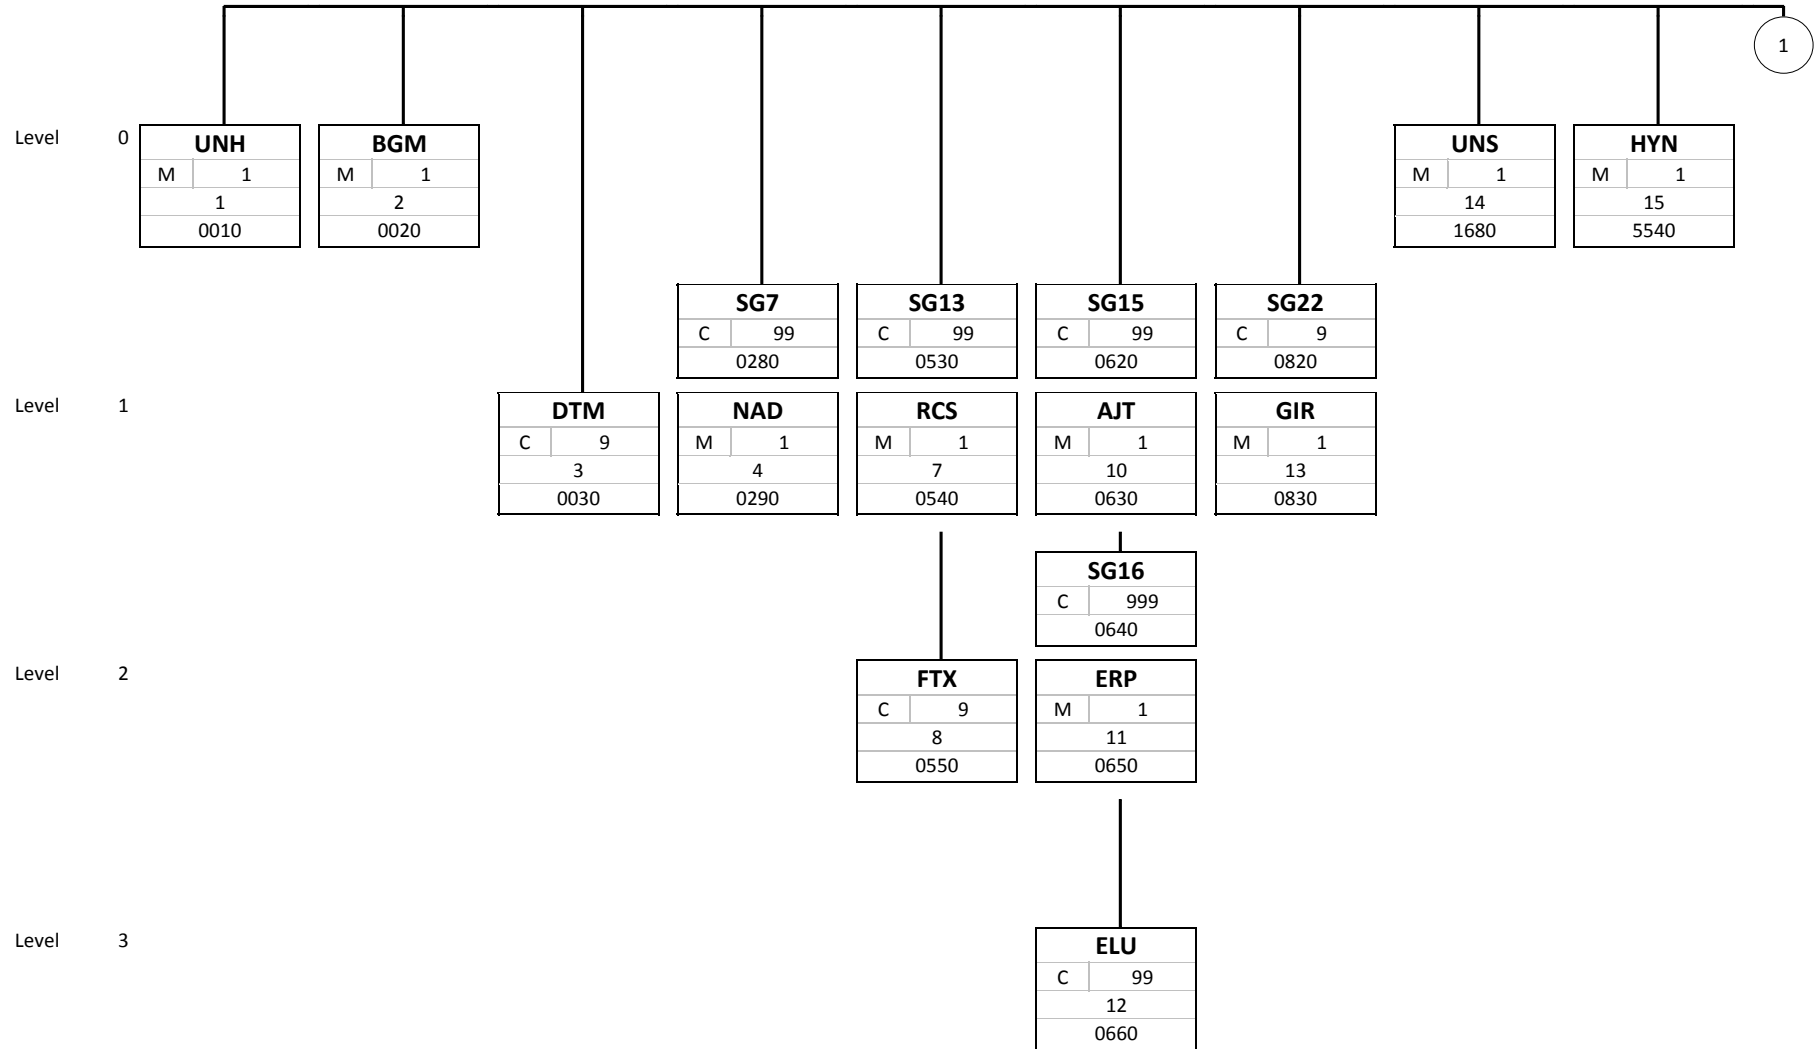 1
Level 0
UNH
M 1
1
0010
BGM
M 1
2
0020
UNS
M 1
14
1680
HYN
M 1
15
5540
SG7
C 99
0280
SG13
C 99
0530
SG15
C 99
0620
SG22
C 9
0820
Level 1
DTM
C 9
3
0030
NAD
M 1
4
0290
RCS
M 1
7
0540
AJT
M 1
10
0630
GIR
M 1
13
0830
SG16
C 999
0640
Level 2
FTX
C 9
8
0550
ERP
M 1
11
0650
Level 3
ELU
C 99
12
0660